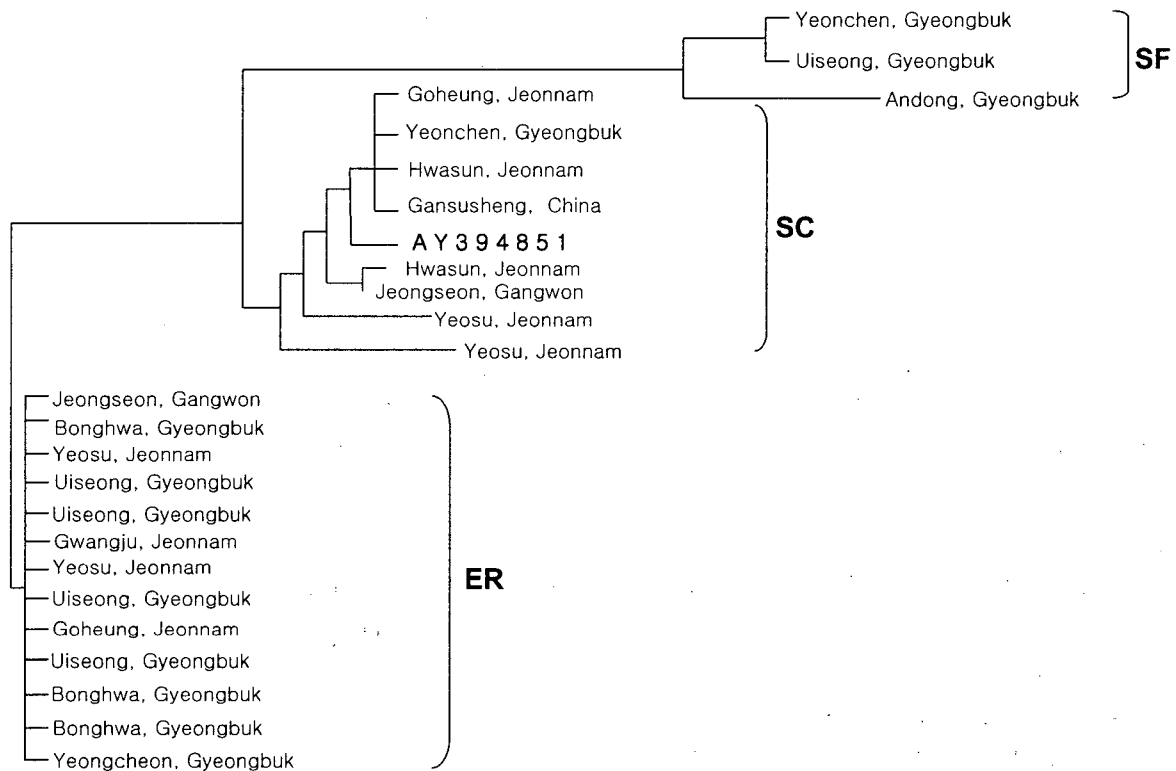 Yeonchen, Gyeongbuk
Uiseong, Gyeongbuk
Andong, Gyeongbuk
SF
Goheung, Jeonnam
Yeonchen, Gyeongbuk
Hwasun, Jeonnam
Gansusheng, China
AY394851
Hwasun, Jeonnam
Jeongseon, Gangwon
Yeosu, Jeonnam
Yeosu, Jeonnam
SC
Jeongseon, Gangwon
Bonghwa, Gyeongbuk
Yeosu, Jeonnam
Uiseong, Gyeongbuk
Uiseong, Gyeongbuk
Gwangju, Jeonnam
Yeosu, Jeonnam
Uiseong, Gyeongbuk
Goheung, Jeonnam
Uiseong, Gyeongbuk
Bonghwa, Gyeongbuk
Bonghwa, Gyeongbuk
Yeongcheon, Gyeongbuk
ER